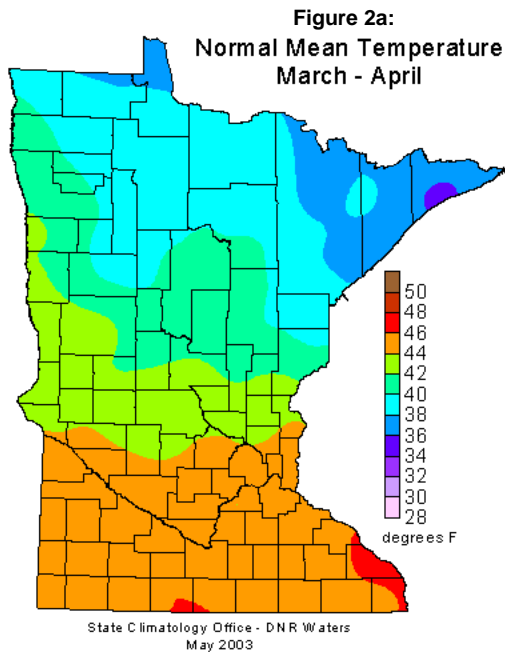 Figure 2a:
Normal Mean Temperature
March - April
50
48
46
44
42
40
38
36
34
32
30
28
degrees F
State Climatology Office - DNR Waters
May 2003